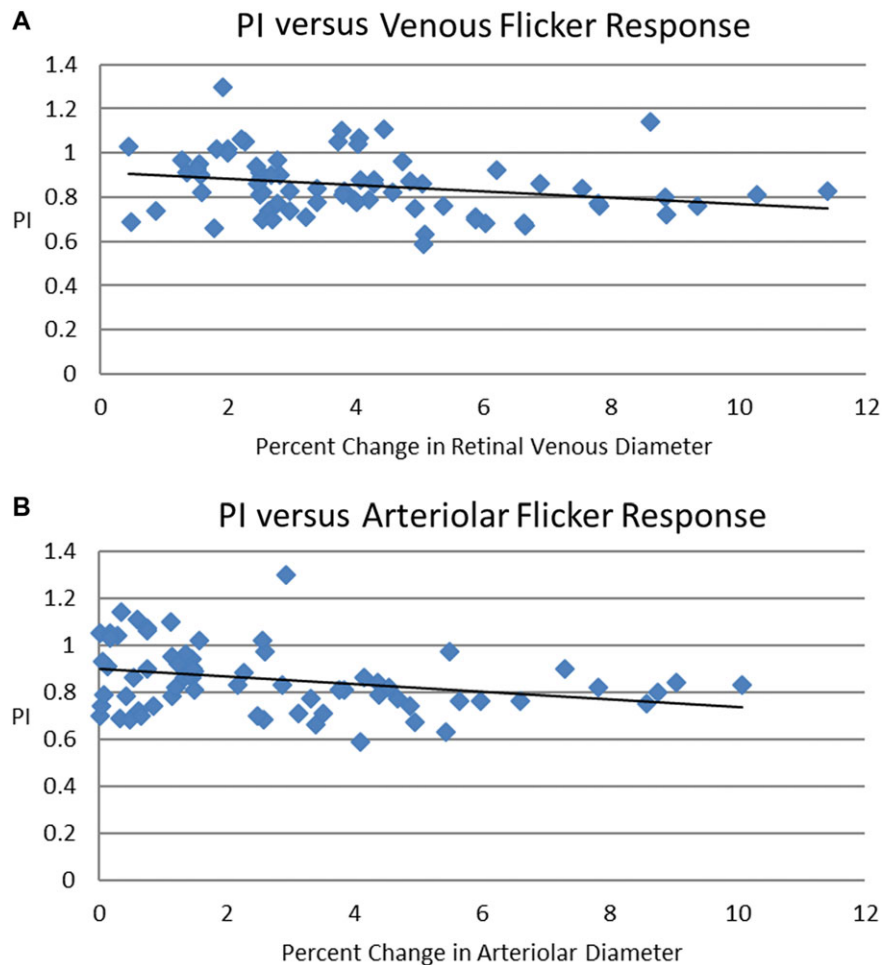 A
PI versus Venous Flicker Response
1.4
1.2
1
0.8
PI
0.6
0.4
0.2
0
0 2 4 6 8 10 12
Percent Change in Retinal Venous Diameter
B
PI versus Arteriolar Flicker Response
1.4
1.2
1
0.8
PI
0.6
0.4
0.2
0
0 2 4 6 8 10 12
Percent Change in Arteriolar Diameter